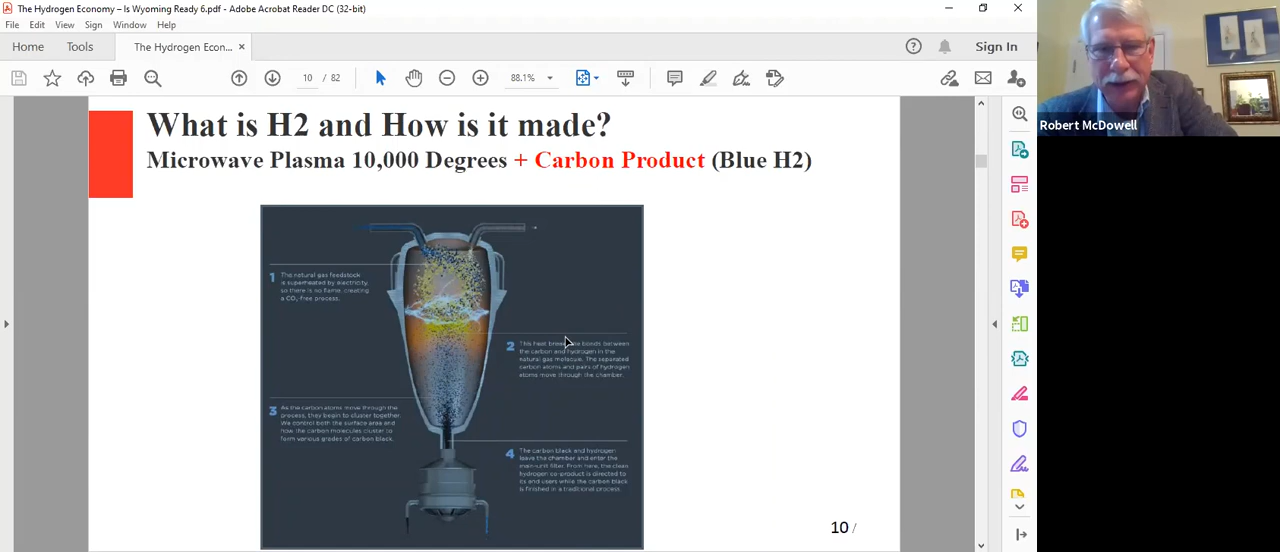 The Hydrogen Economy – Is Wyoming Ready 6.pdf - Adobe Acrobat Reader DC (32-bit)
File Edit View Sign Window Help
Home Tools The Hydrogen Econ... × Sign In
10 / 82 88.1%
What is H2 and How is it made?
Microwave Plasma 10,000 Degrees + Carbon Product (Blue H2)
1
The natural gas feedstock
is superheated by electricity,
so there is no flame, creating
a CO₂-free process.
2
This heat breaks the bonds between
the carbon and hydrogen in the
natural gas molecule. The separated
carbon atoms and pairs of hydrogen
atoms move through the chamber.
3
As the carbon atoms move through the
process, they begin to cluster together.
We control both the surface area and
how the carbon molecules cluster to
form various grades of carbon black.
4
The carbon black and hydrogen
leave the chamber and enter the
main-unit filter. From here, the clean
hydrogen co-product is directed to
its end users while the carbon black
is finished in a traditional process.
10 /
Robert McDowell